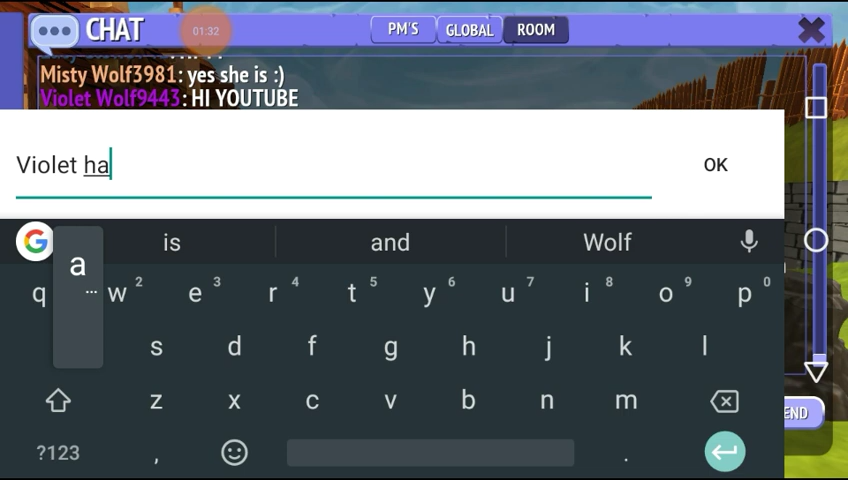 CHAT
01:32
PM'S
GLOBAL
ROOM
Misty Wolf3981: yes she is :)
Violet Wolf9443: HI YOUTUBE
Violet ha
OK
G
is
and
Wolf
a
...
q w 2 e 3 r 4 t 5 y 6 u 7 i 8 o 9 p 0
s d f g h j k l
z x c v b n m
END
?123 , .